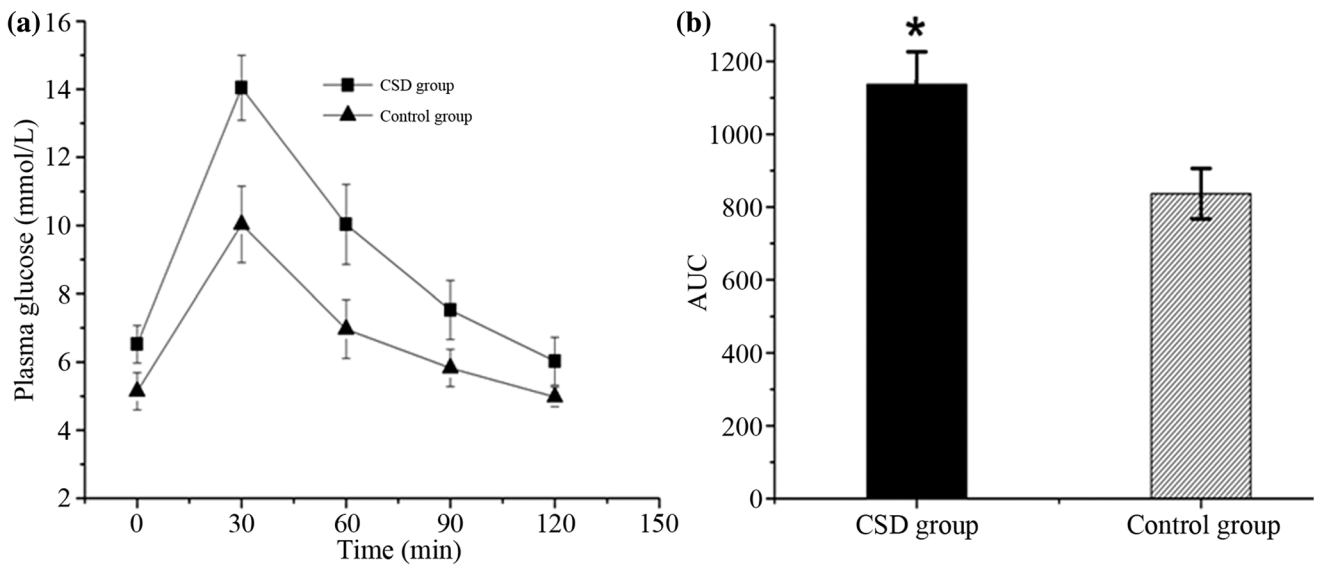 (a)
Plasma glucose (mmol/L)
16
14
12
10
8
6
4
2
CSD group
Control group
0 30 60 90 120 150
Time (min)
(b)
AUC
1200
1000
800
600
400
200
0
*
CSD group Control group